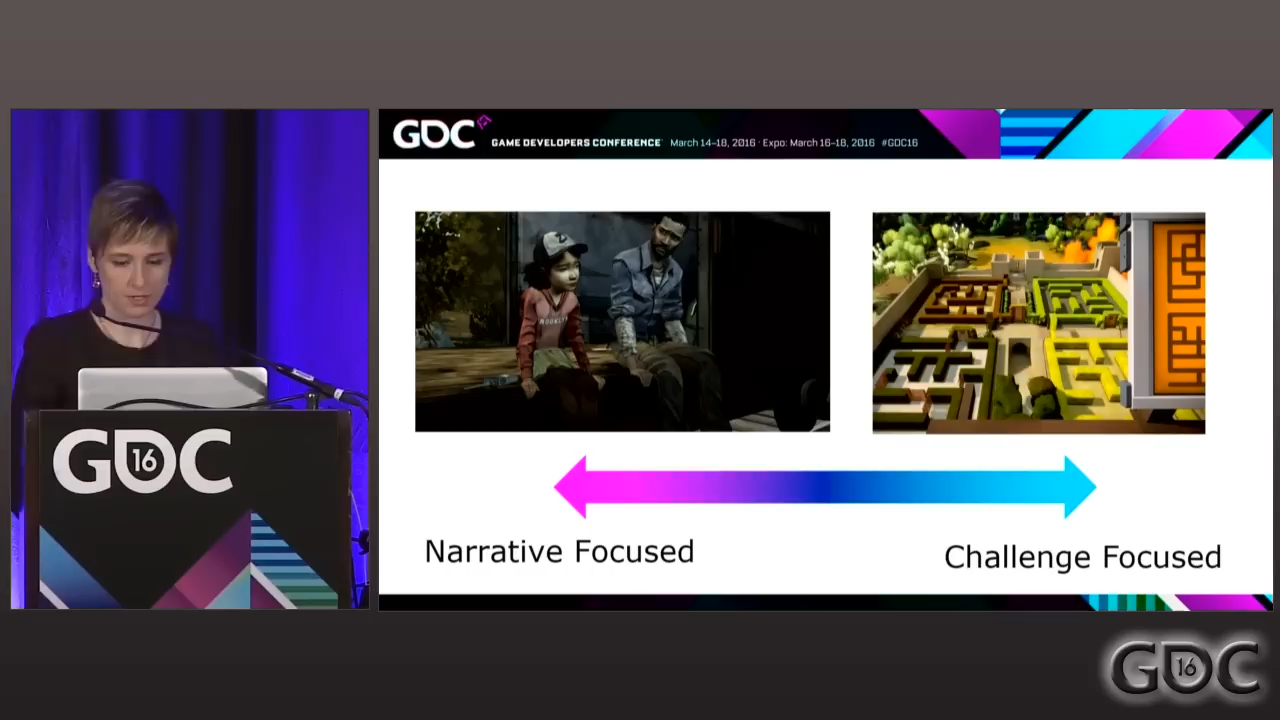 GDC
GAME DEVELOPERS CONFERENCE March 14-18, 2016 · Expo: March 16-18, 2016 #GDC16
BROOKLYN
Narrative Focused
Challenge Focused
GDC
16
GDC
16